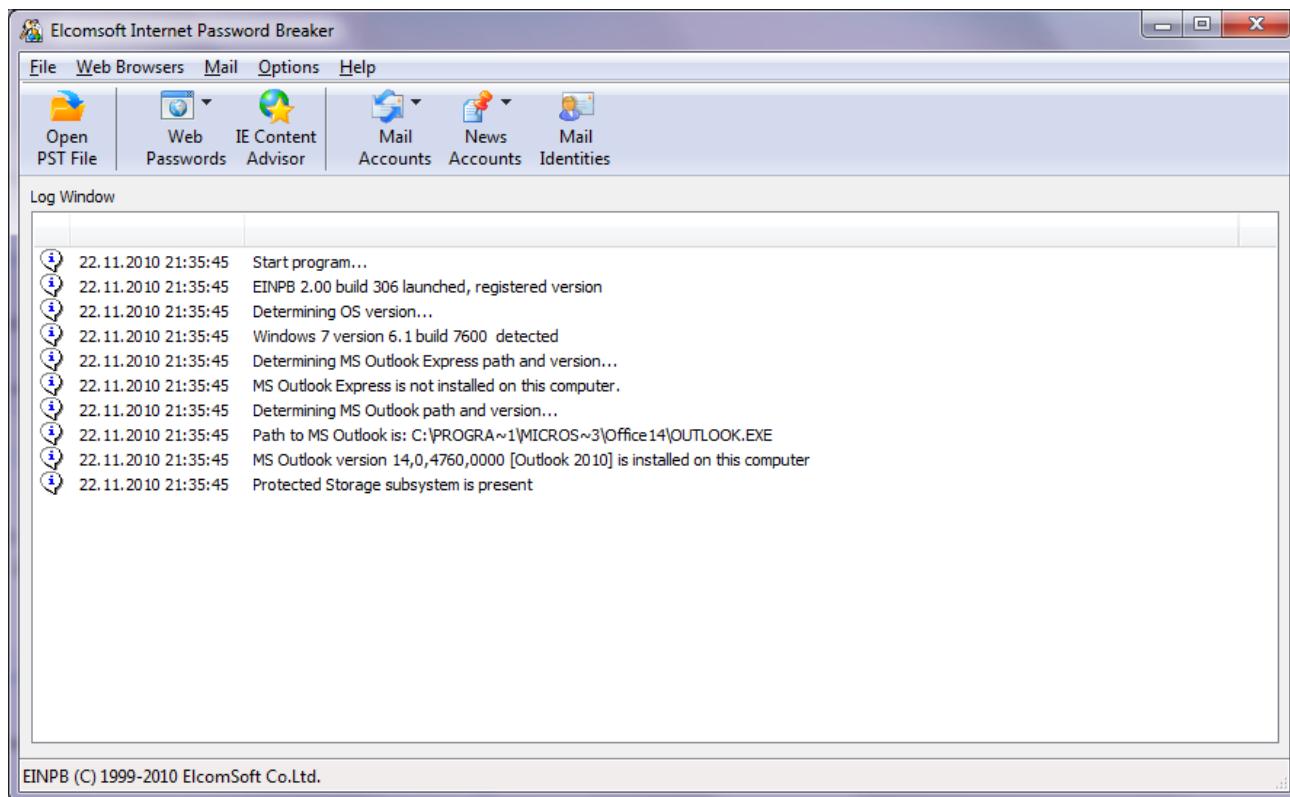 Elcomsoft Internet Password Breaker
File Web Browsers Mail Options Help
Open PST File
Web Passwords
IE Content Advisor
Mail Accounts
News Accounts
Mail Identities
Log Window
22.11.2010 21:35:45 Start program...
22.11.2010 21:35:45 EINPB 2.00 build 306 launched, registered version
22.11.2010 21:35:45 Determining OS version...
22.11.2010 21:35:45 Windows 7 version 6.1 build 7600 detected
22.11.2010 21:35:45 Determining MS Outlook Express path and version...
22.11.2010 21:35:45 MS Outlook Express is not installed on this computer.
22.11.2010 21:35:45 Determining MS Outlook path and version...
22.11.2010 21:35:45 Path to MS Outlook is: C:\PROGRA~1\MICROS~3\Office14\OUTLOOK.EXE
22.11.2010 21:35:45 MS Outlook version 14,0,4760,0000 [Outlook 2010] is installed on this computer
22.11.2010 21:35:45 Protected Storage subsystem is present
EINPB (C) 1999-2010 ElcomSoft Co.Ltd.